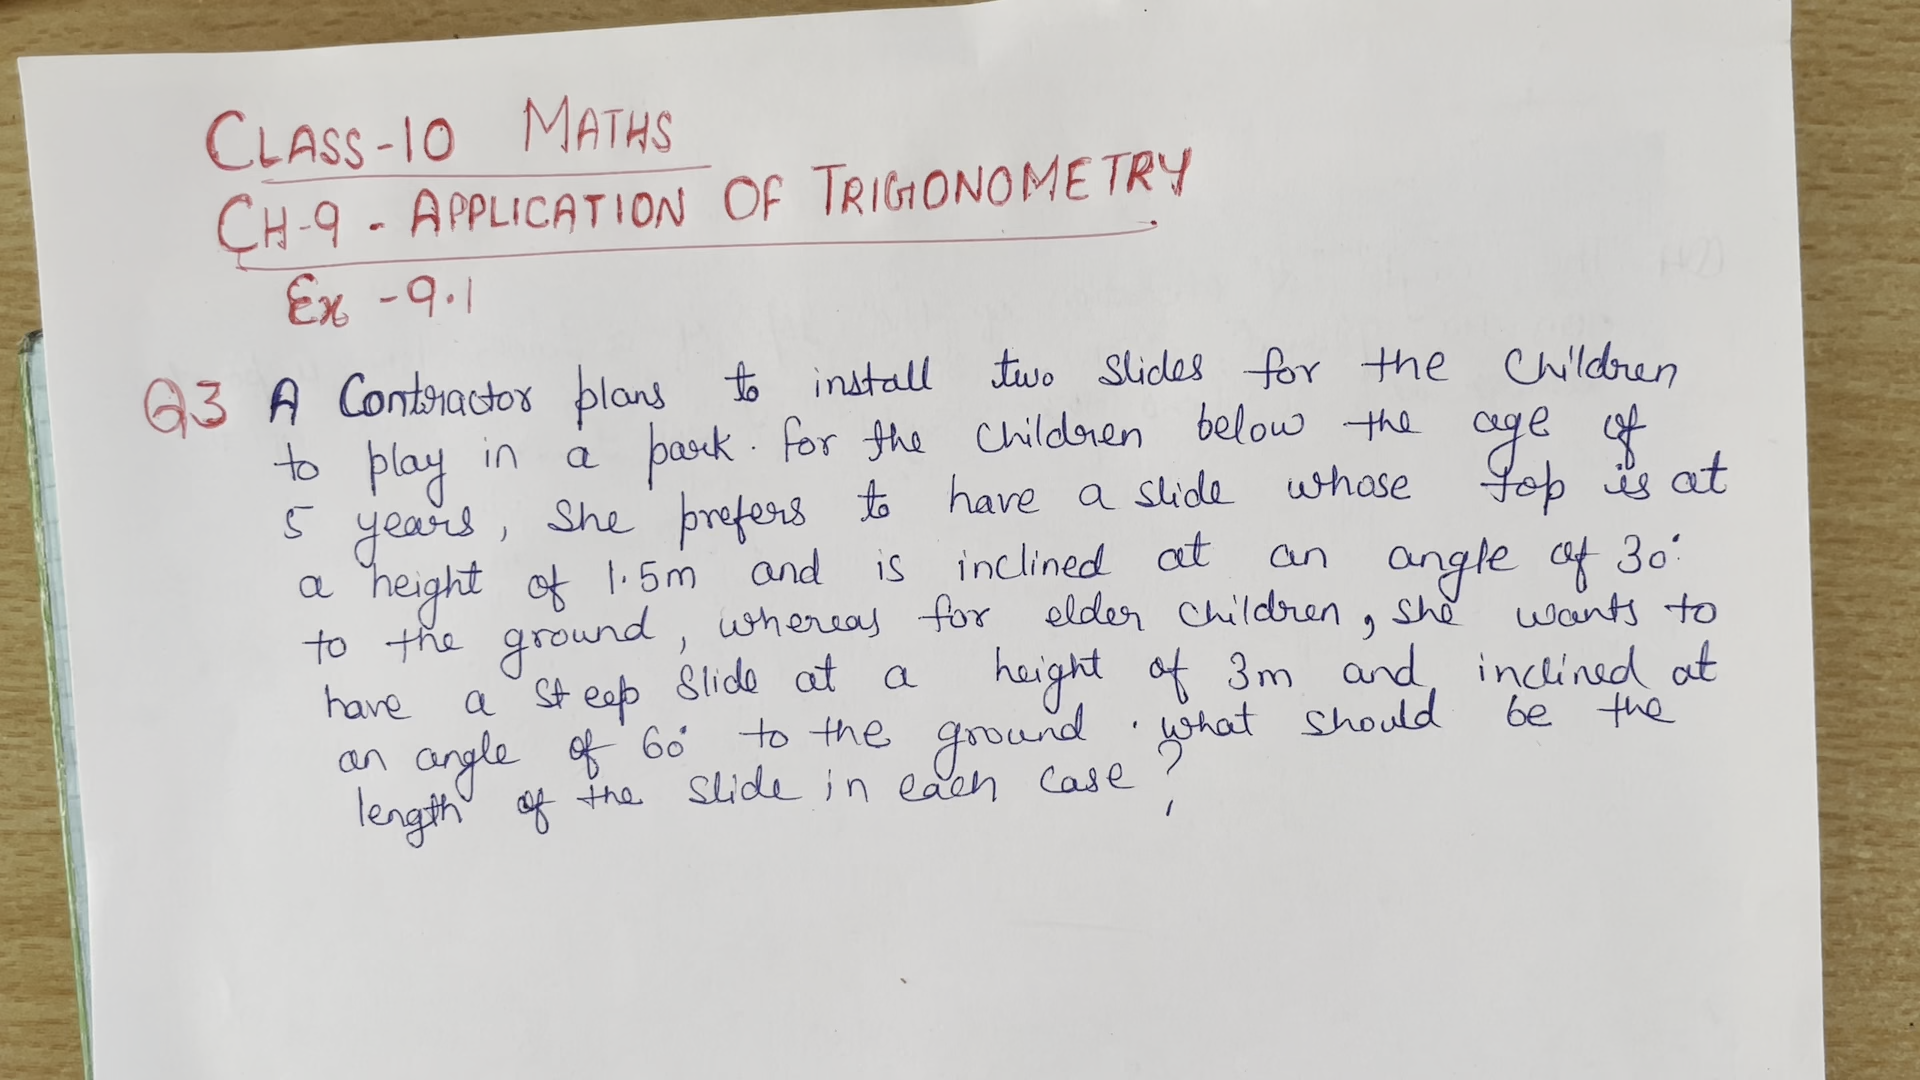 CLASS-10 MATHS
CH-9 - APPLICATION OF TRIGONOMETRY
Ex -9.1
Q3 A Contractor plans to install two slides for the children
to play in a park. for the children below the age of
5 years, She prefers to have a slide whose top is at
a height of 1.5m and is inclined at an angle of 30°
to the ground, whereas for elder children, she wants to
have a steep slide at a height of 3m and inclined at
an angle of 60° to the ground. what should be the
length of the slide in each case?